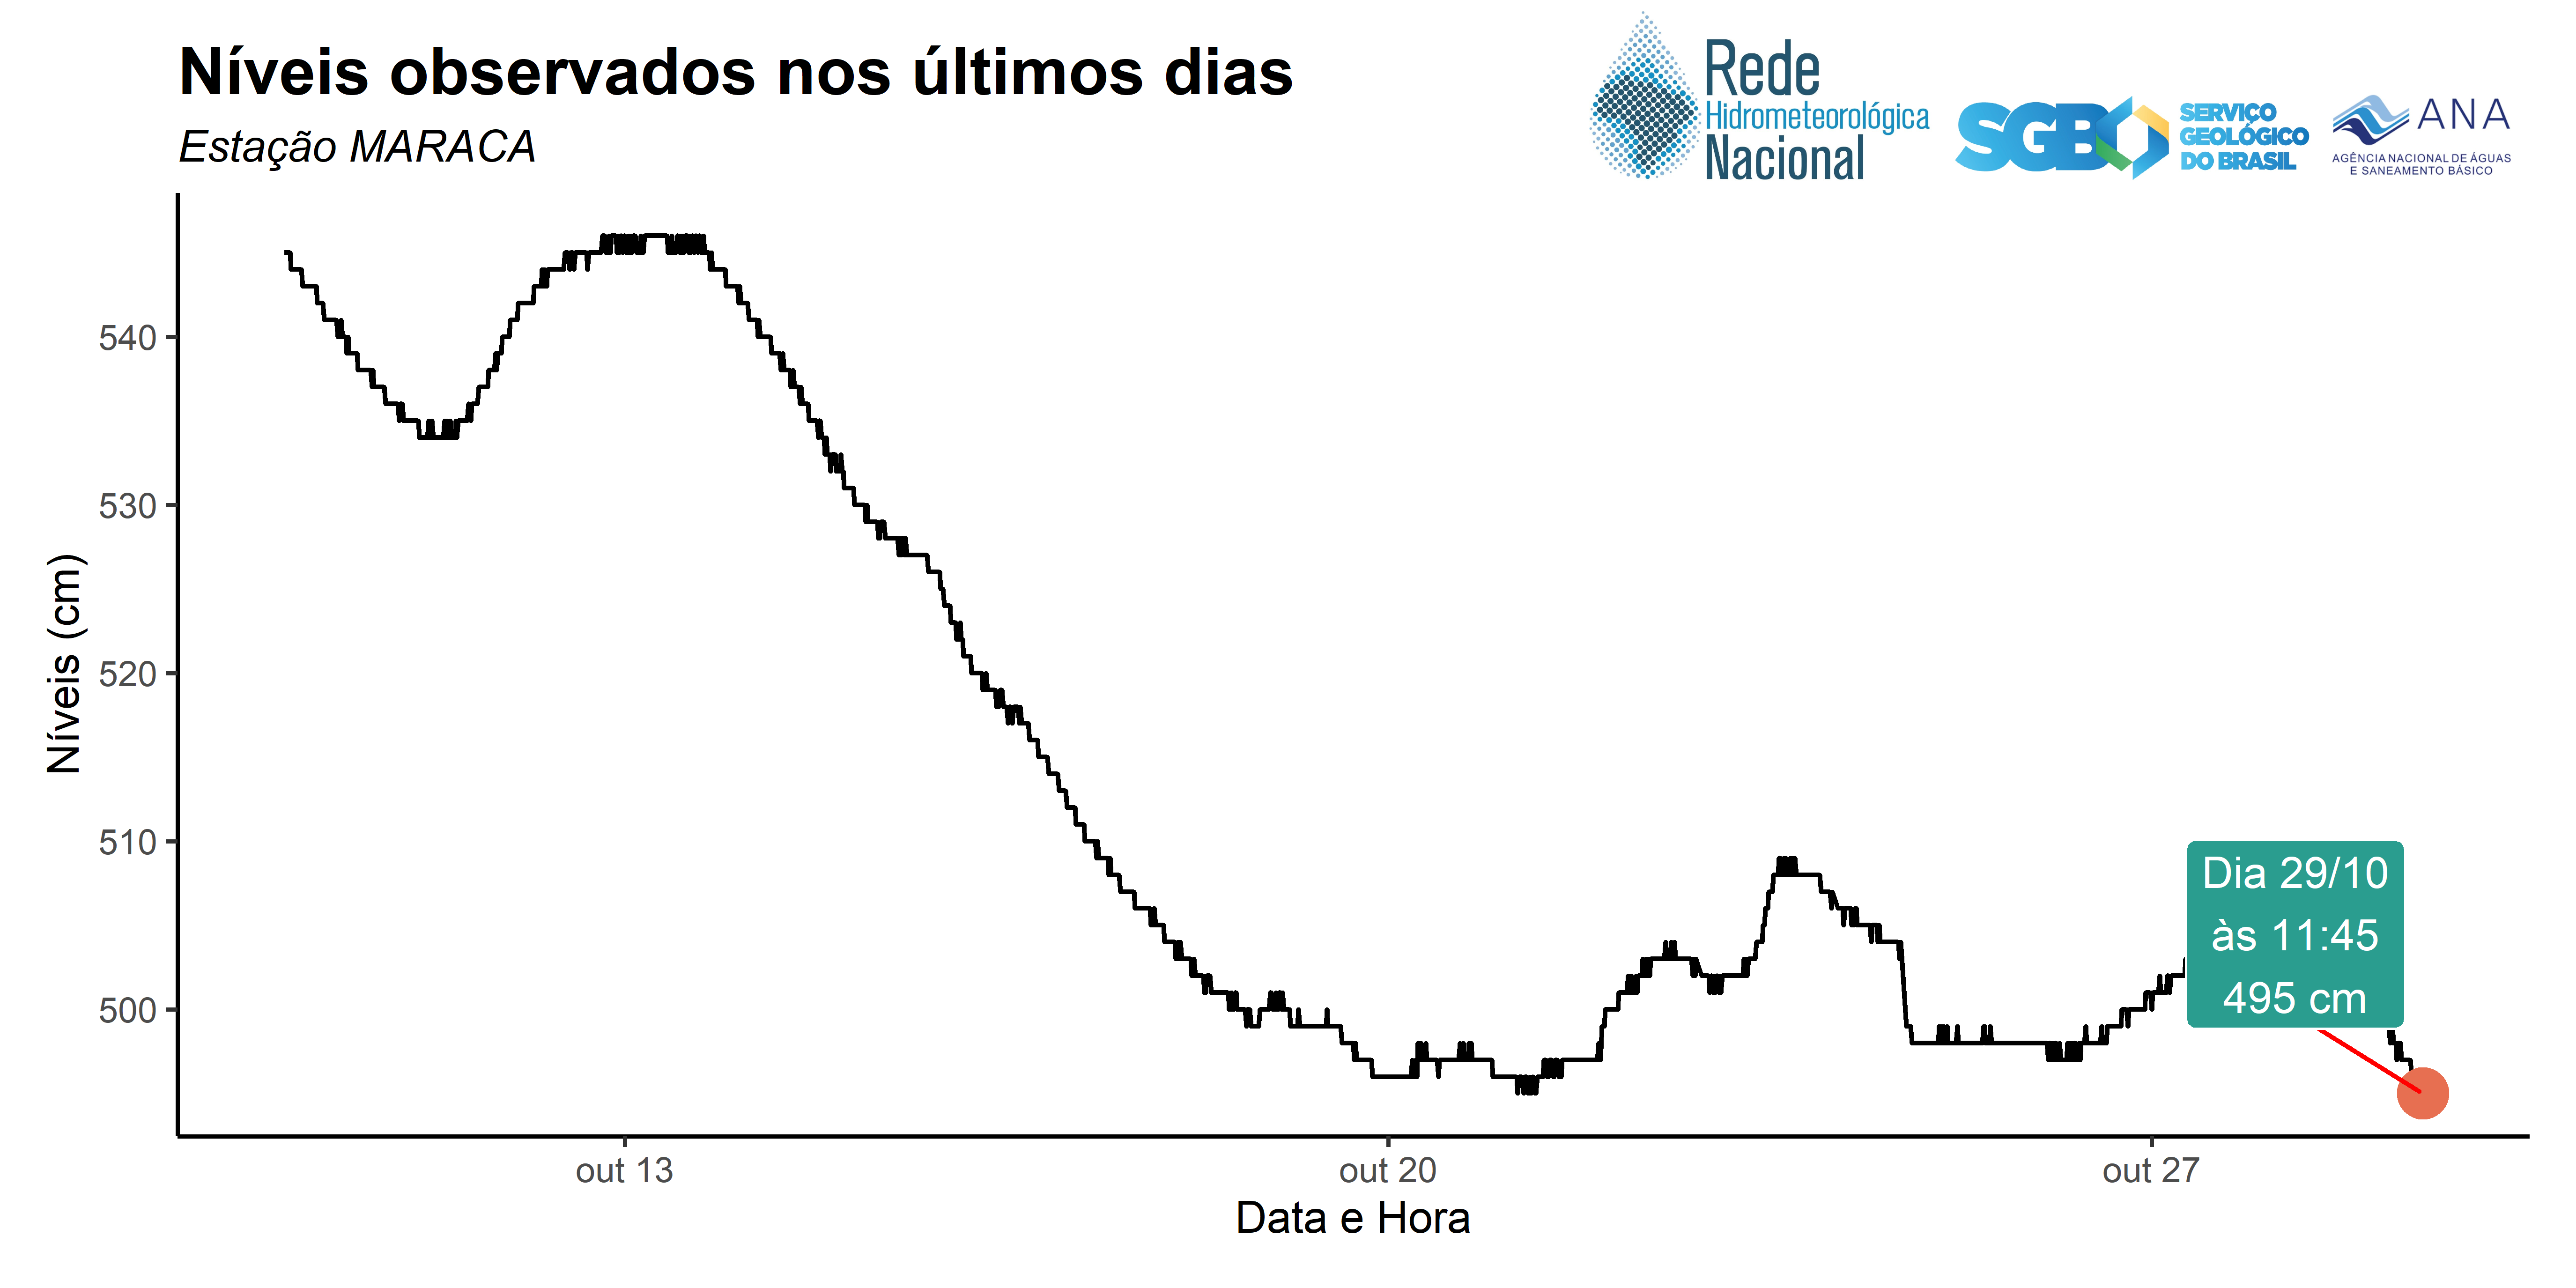 Níveis observados nos últimos dias
Estação MARACA
Rede
Hidrometeorológica
Nacional
SGB
SERVIÇO
GEOLÓGICO
DO BRASIL
ANA
AGÊNCIA NACIONAL DE ÁGUAS
E SANEAMENTO BÁSICO
Níveis (cm)
540
530
520
510
500
Dia 29/10
às 11:45
495 cm
out 13
out 20
out 27
Data e Hora